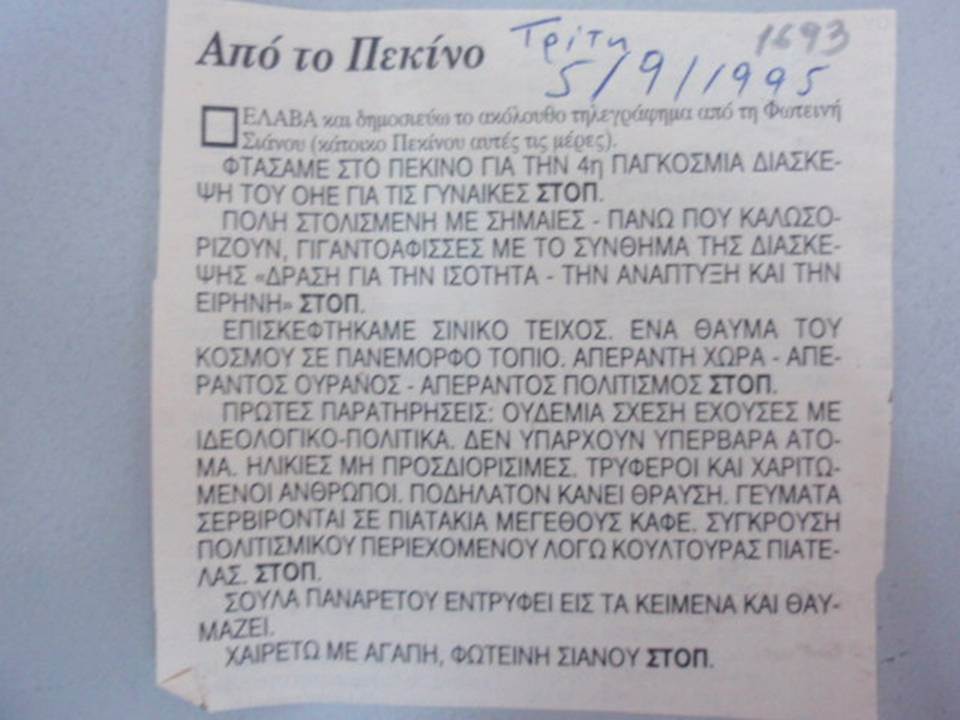 Από το Πεκίνο
Τρίτη
1693
5/9/1995
ΕΛΑΒΑ και δημοσιεύω το ακόλουθο τηλεγράφημα από τη Φωτεινή
Σιάνου (κάτοικο Πεκίνου αυτές τις μέρες).
ΦΤΑΣΑΜΕ ΣΤΟ ΠΕΚΙΝΟ ΓΙΑ ΤΗΝ 4η ΠΑΓΚΟΣΜΙΑ ΔΙΑΣΚΕ-
ΨΗ ΤΟΥ ΟΗΕ ΓΙΑ ΤΙΣ ΓΥΝΑΙΚΕΣ ΣΤΟΠ.
ΠΟΛΗ ΣΤΟΛΙΣΜΕΝΗ ΜΕ ΣΗΜΑΙΕΣ - ΠΑΝΩ ΠΟΥ ΚΑΛΩΣΟ-
ΡΙΖΟΥΝ, ΓΙΓΑΝΤΟΑΦΙΣΣΕΣ ΜΕ ΤΟ ΣΥΝΘΗΜΑ ΤΗΣ ΔΙΑΣΚΕ-
ΨΗΣ «ΔΡΑΣΗ ΓΙΑ ΤΗΝ ΙΣΟΤΗΤΑ - ΤΗΝ ΑΝΑΠΤΥΞΗ ΚΑΙ ΤΗΝ
ΕΙΡΗΝΗ» ΣΤΟΠ.
ΕΠΙΣΚΕΦΤΗΚΑΜΕ ΣΙΝΙΚΟ ΤΕΙΧΟΣ. ΕΝΑ ΘΑΥΜΑ ΤΟΥ
ΚΟΣΜΟΥ ΣΕ ΠΑΝΕΜΟΡΦΟ ΤΟΠΙΟ. ΑΠΕΡΑΝΤΗ ΧΩΡΑ - ΑΠΕ-
ΡΑΝΤΟΣ ΟΥΡΑΝΟΣ - ΑΠΕΡΑΝΤΟΣ ΠΟΛΙΤΙΣΜΟΣ ΣΤΟΠ.
ΠΡΩΤΕΣ ΠΑΡΑΤΗΡΗΣΕΙΣ: ΟΥΔΕΜΙΑ ΣΧΕΣΗ ΕΧΟΥΣΕΣ ΜΕ
ΙΔΕΟΛΟΓΙΚΟ-ΠΟΛΙΤΙΚΑ. ΔΕΝ ΥΠΑΡΧΟΥΝ ΥΠΕΡΒΑΡΑ ΑΤΟ-
ΜΑ. ΗΛΙΚΙΕΣ ΜΗ ΠΡΟΣΔΙΟΡΙΣΙΜΕΣ. ΤΡΥΦΕΡΟΙ ΚΑΙ ΧΑΡΙΤΩ-
ΜΕΝΟΙ ΑΝΘΡΩΠΟΙ. ΠΟΔΗΛΑΤΟΝ ΚΑΝΕΙ ΘΡΑΥΣΗ. ΓΕΥΜΑΤΑ
ΣΕΡΒΙΡΟΝΤΑΙ ΣΕ ΠΙΑΤΑΚΙΑ ΜΕΓΕΘΟΥΣ ΚΑΦΕ. ΣΥΓΚΡΟΥΣΗ
ΠΟΛΙΤΙΣΜΙΚΟΥ ΠΕΡΙΕΧΟΜΕΝΟΥ ΛΟΓΩ ΚΟΥΛΤΟΥΡΑΣ ΠΙΑΤΕ-
ΛΑΣ. ΣΤΟΠ.
ΣΟΥΛΑ ΠΑΝΑΡΕΤΟΥ ΕΝΤΡΥΦΕΙ ΕΙΣ ΤΑ ΚΕΙΜΕΝΑ ΚΑΙ ΘΑΥ-
ΜΑΖΕΙ.
ΧΑΙΡΕΤΩ ΜΕ ΑΓΑΠΗ, ΦΩΤΕΙΝΗ ΣΙΑΝΟΥ ΣΤΟΠ.